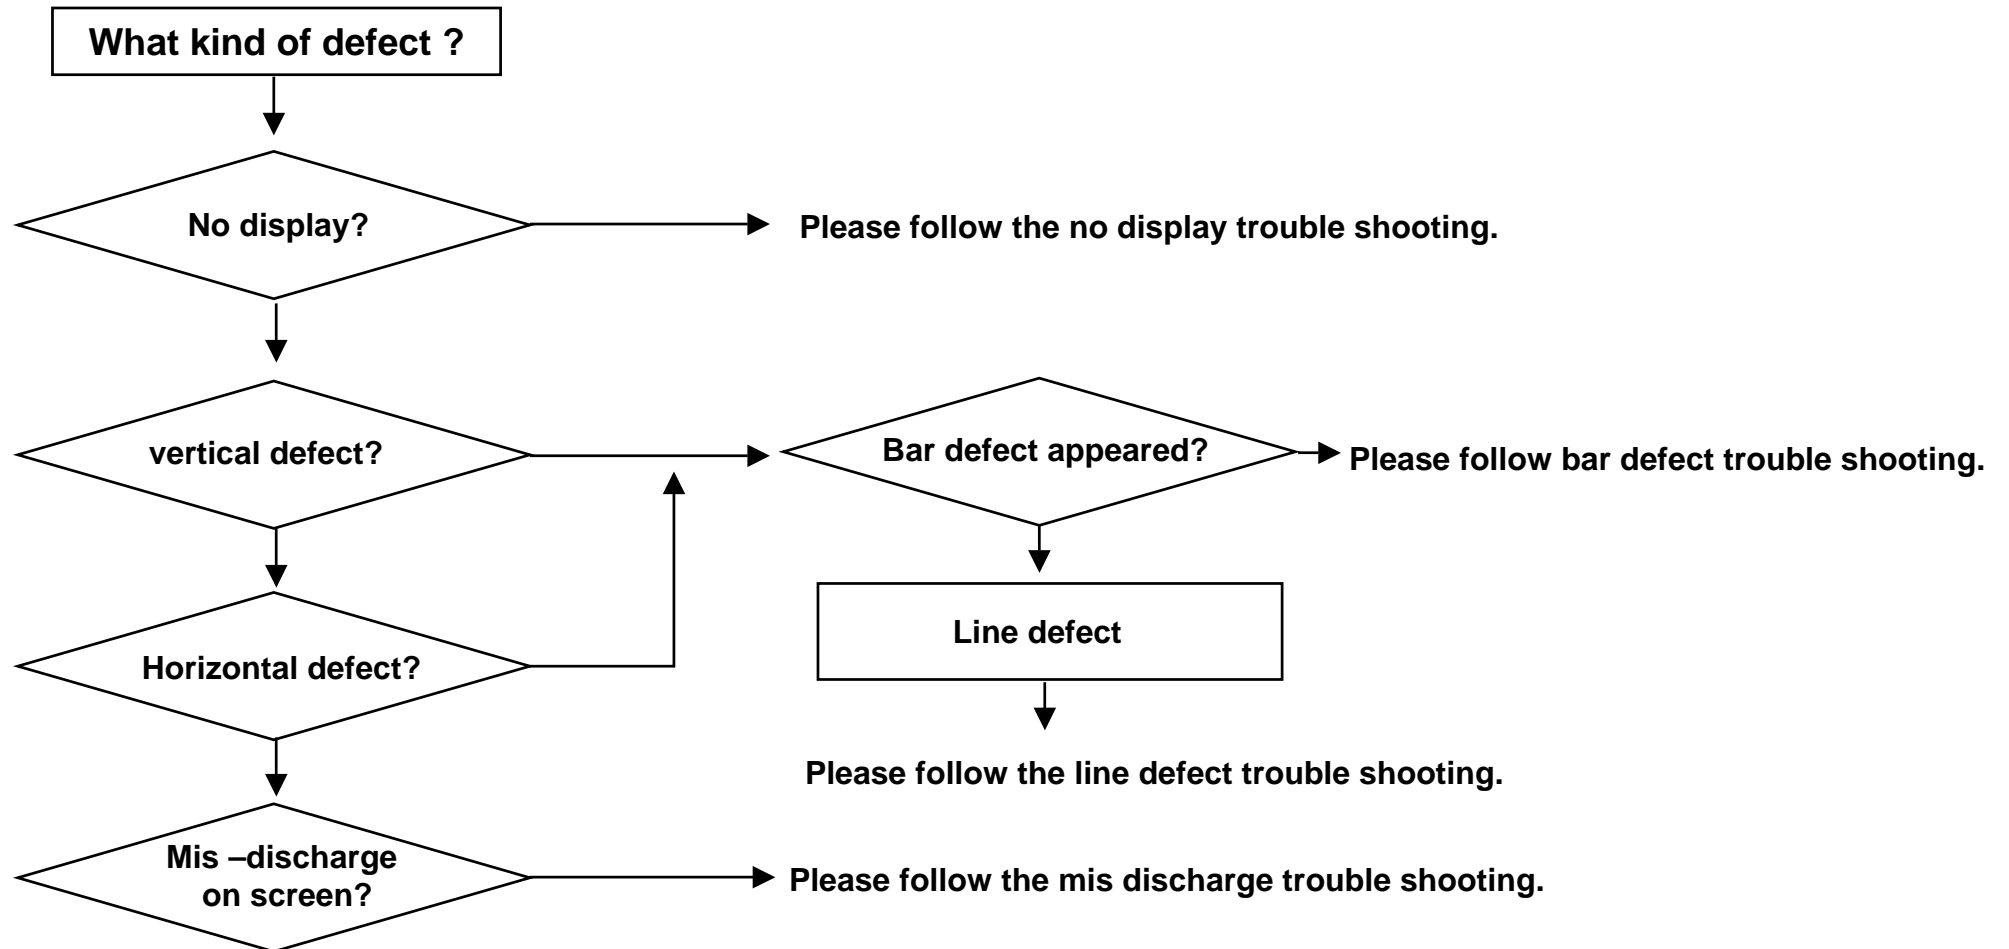 What kind of defect ?
No display?
Please follow the no display trouble shooting.
vertical defect?
Bar defect appeared?
Please follow bar defect trouble shooting.
Horizontal defect?
Line defect
Please follow the line defect trouble shooting.
Mis –discharge
on screen?
Please follow the mis discharge trouble shooting.